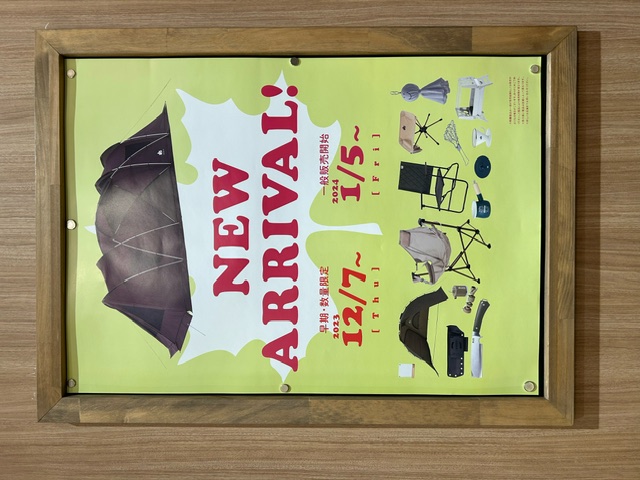 NEW
ARRIVAL!
早期・数量限定
2023
12/7~
[Thu]
一般販売開始
2024
1/5~
[Fri]